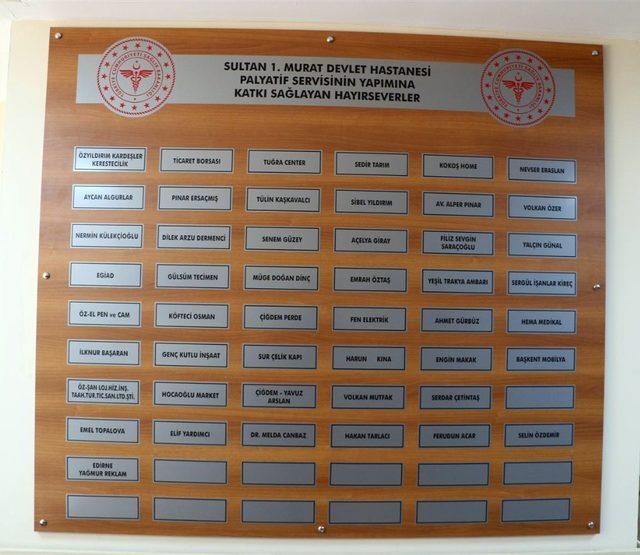 SULTAN 1. MURAT DEVLET HASTANESİ
PALYATİF SERVİSİNİN YAPIMINA
KATKI SAĞLAYAN HAYIRSEVERLER
ÖZYILDIRIM KARDEŞLER
KERESTECİLİK
TİCARET BORSASI
TUĞRA CENTER
SEDİR TARIM
KOKOŞ HOME
NEVSER ERASLAN
AYCAN ALGURLAR
PINAR ERSAÇMIŞ
TÜLİN KAŞKAVALCI
SİBEL YILDIRIM
AV. ALPER PINAR
VOLKAN ÖZER
NERMİN KÜLEKÇİOĞLU
DİLEK ARZU DERMENCİ
SENEM GÜZEY
AÇELYA GİRAY
FİLİZ SEVGİN
SARAÇOĞLU
YALÇIN GÜNAL
EGİAD
GÜLSÜM TECİMEN
MÜGE DOĞAN DİNÇ
EMRAH ÖZTAŞ
YEŞİL TRAKYA AMBARI
SERGÜL İŞANLAR KİREÇ
ÖZ-EL PEN ve CAM
KÖFTECİ OSMAN
ÇİĞDEM PERDE
FEN ELEKTRİK
AHMET GÜRBÜZ
HEMA MEDİKAL
İLKNUR BAŞARAN
GENÇ KUTLU İNŞAAT
SUR ÇELİK KAPI
HARUN KINA
ENGİN MAKAK
BAŞKENT MOBİLYA
ÖZ-ŞAN LOJ.HİZ.İNŞ.
TAAH.TUR.TİC.SAN.LTD.ŞTİ.
HOCAOĞLU MARKET
ÇİĞDEM - YAVUZ
ARSLAN
VOLKAN MUTFAK
SERDAR ÇETİNTAŞ
EMEL TOPALOVA
ELİF YARDIMCI
DR. MELDA CANBAZ
HAKAN TARLACI
FERUDUN ACAR
SELİN ÖZDEMİR
EDİRNE
YAĞMUR REKLAM